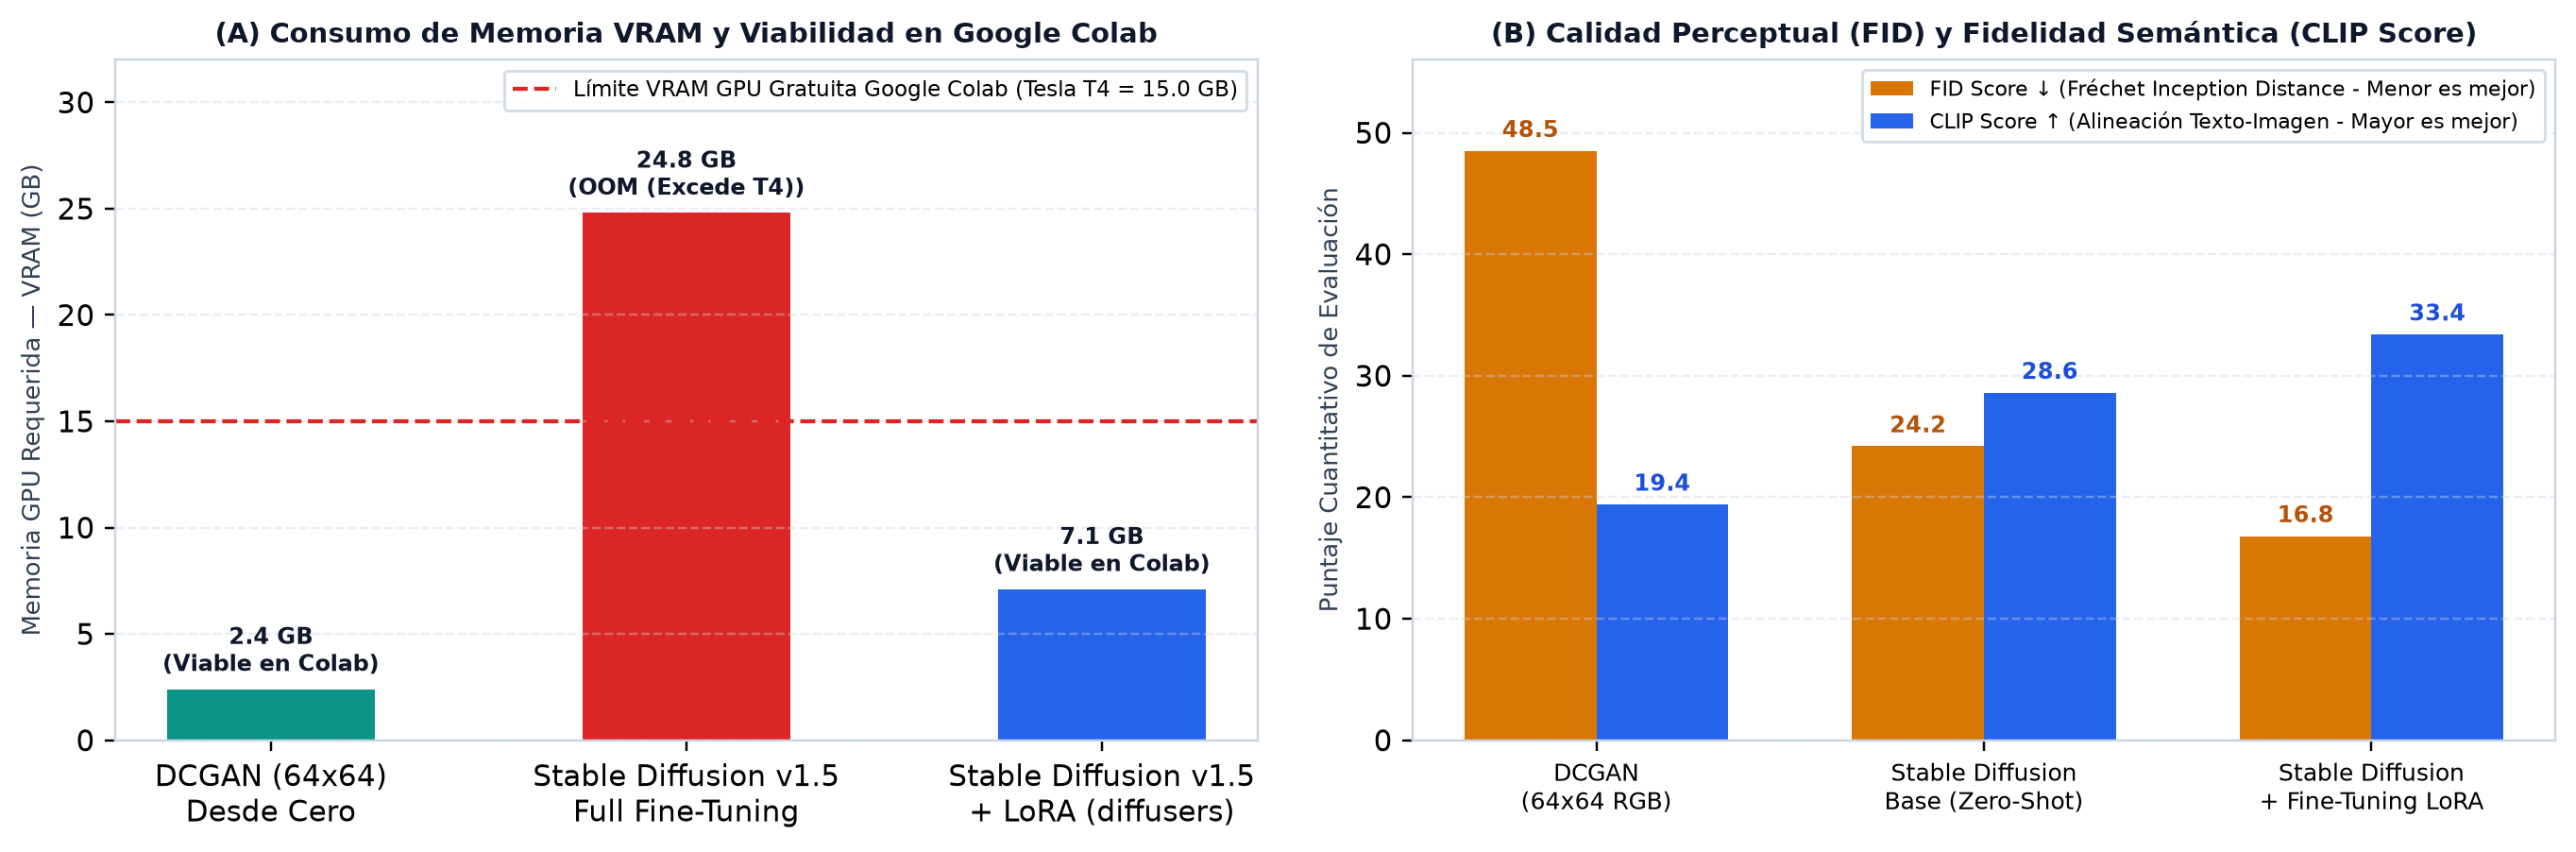 (A) Consumo de Memoria VRAM y Viabilidad en Google Colab
Límite VRAM GPU Gratuita Google Colab (Tesla T4 = 15.0 GB)
Memoria GPU Requerida — VRAM (GB)
30
25
20
15
10
5
0
2.4 GB
(Viable en Colab)
24.8 GB
(OOM (Excede T4))
7.1 GB
(Viable en Colab)
DCGAN (64x64)
Desde Cero
Stable Diffusion v1.5
Full Fine-Tuning
Stable Diffusion v1.5
+ LoRA (diffusers)
(B) Calidad Perceptual (FID) y Fidelidad Semántica (CLIP Score)
FID Score ↓ (Fréchet Inception Distance - Menor es mejor)
CLIP Score ↑ (Alineación Texto-Imagen - Mayor es mejor)
Puntaje Cuantitativo de Evaluación
50
40
30
20
10
0
48.5
19.4
24.2
28.6
16.8
33.4
DCGAN
(64x64 RGB)
Stable Diffusion
Base (Zero-Shot)
Stable Diffusion
+ Fine-Tuning LoRA